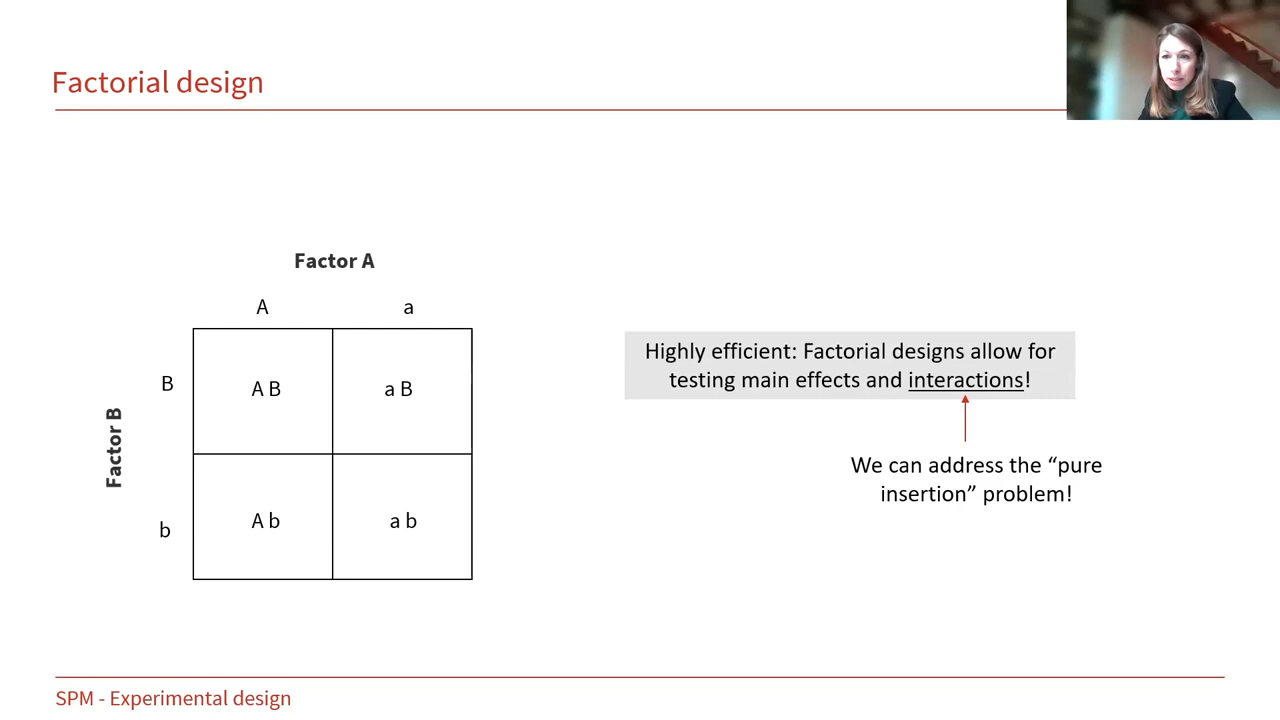 Factorial design
Factor A
A a
B
A B a B
Factor B
b
A b a b
Highly efficient: Factorial designs allow for
testing main effects and interactions!
We can address the “pure
insertion” problem!
SPM - Experimental design